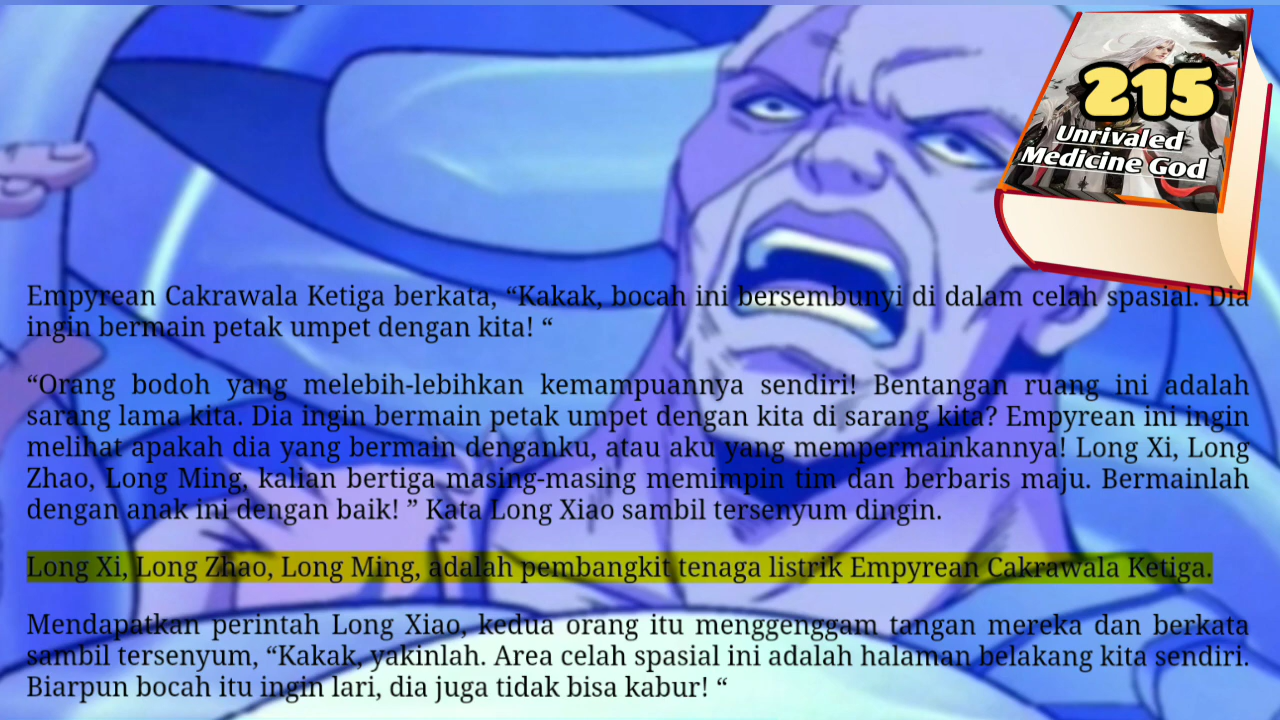 215
Unrivaled
Medicine God
Empyrean Cakrawala Ketiga berkata, “Kakak, bocah ini bersembunyi di dalam celah spasial. Dia
ingin bermain petak umpet dengan kita! “
“Orang bodoh yang melebih-lebihkan kemampuannya sendiri! Bentangan ruang ini adalah
sarang lama kita. Dia ingin bermain petak umpet dengan kita di sarang kita? Empyrean ini ingin
melihat apakah dia yang bermain denganku, atau aku yang mempermainkannya! Long Xi, Long
Zhao, Long Ming, kalian bertiga masing-masing memimpin tim dan berbaris maju. Bermainlah
dengan anak ini dengan baik! ” Kata Long Xiao sambil tersenyum dingin.
Long Xi, Long Zhao, Long Ming, adalah pembangkit tenaga listrik Empyrean Cakrawala Ketiga.
Mendapatkan perintah Long Xiao, kedua orang itu menggenggam tangan mereka dan berkata
sambil tersenyum, “Kakak, yakinlah. Area celah spasial ini adalah halaman belakang kita sendiri.
Biarpun bocah itu ingin lari, dia juga tidak bisa kabur! “